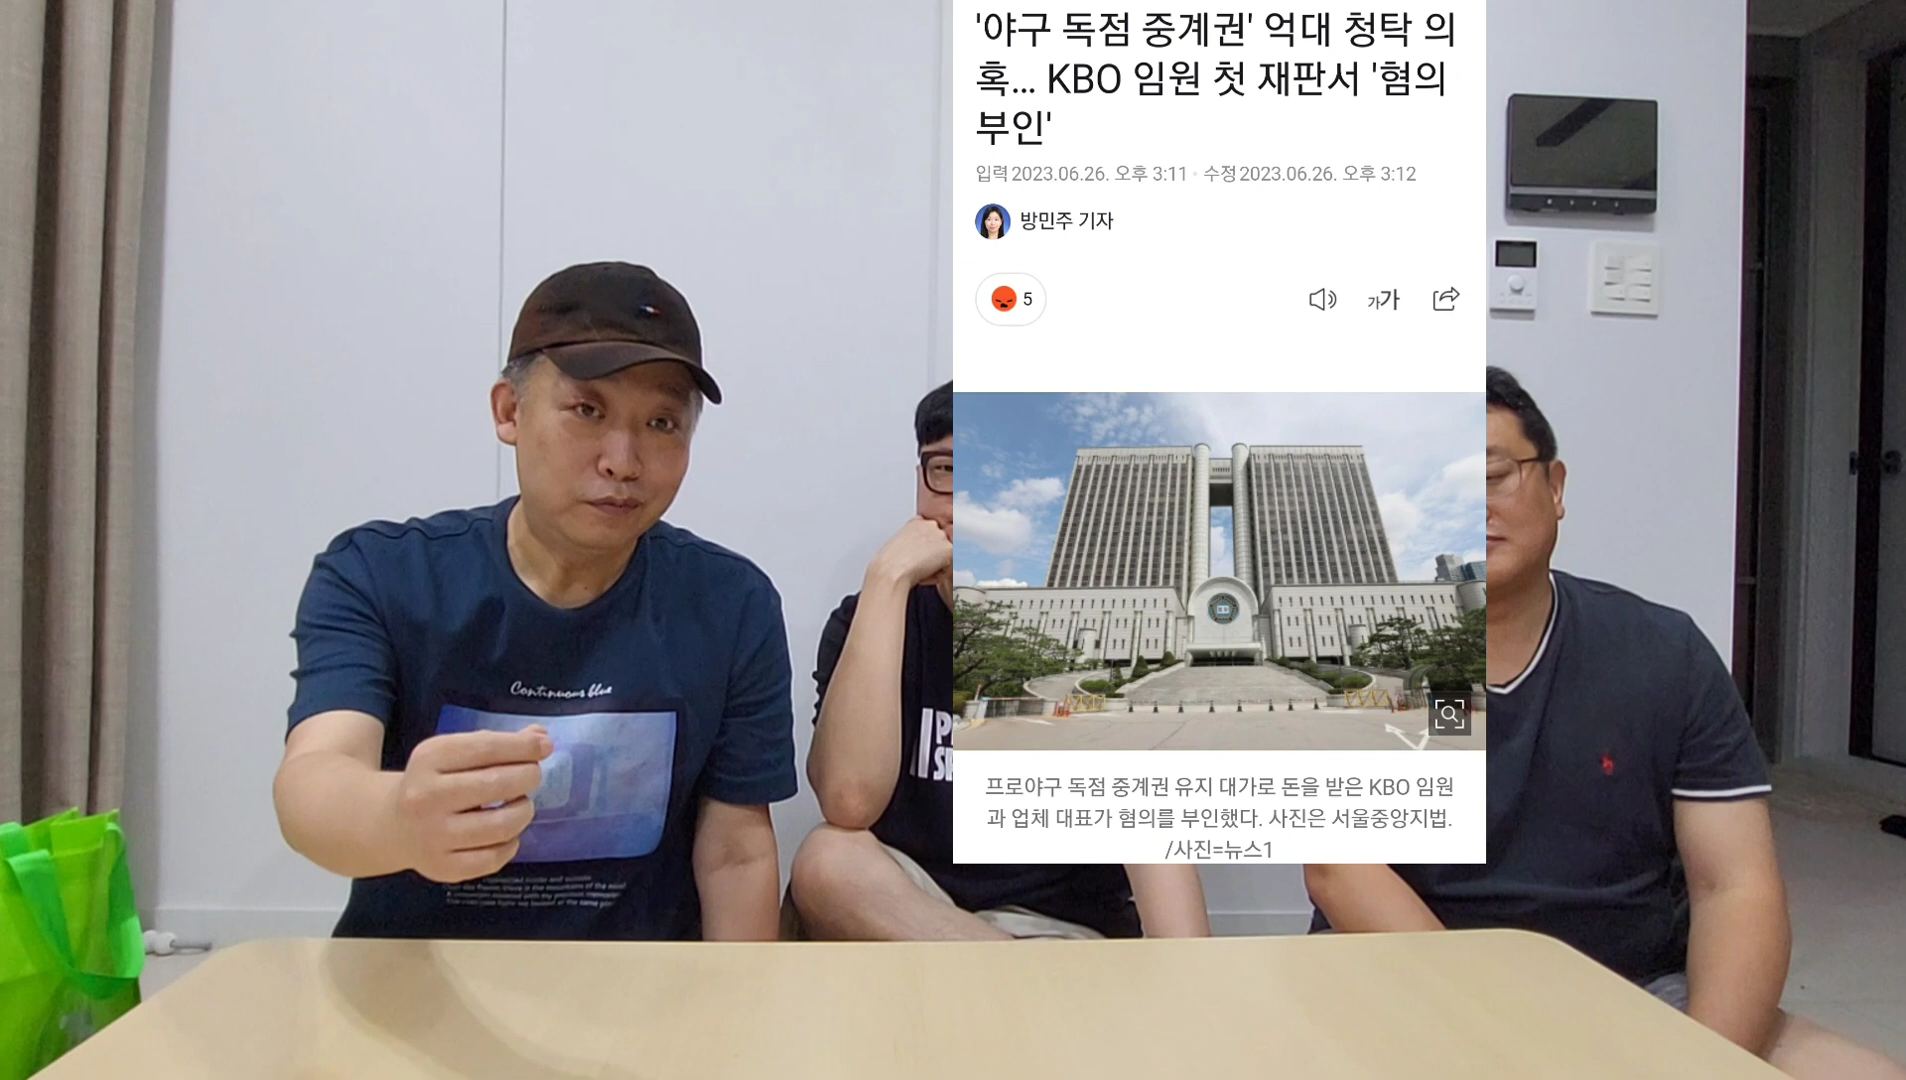 '야구 독점 중계권' 억대 청탁 의
혹... KBO 임원 첫 재판서 '혐의
부인'
입력 2023.06.26. 오후 3:11 · 수정 2023.06.26. 오후 3:12
방민주 기자
5
가가
프로야구 독점 중계권 유지 대가로 돈을 받은 KBO 임원
과 업체 대표가 혐의를 부인했다. 사진은 서울중앙지법.
/사진=뉴스1
Continuous blue